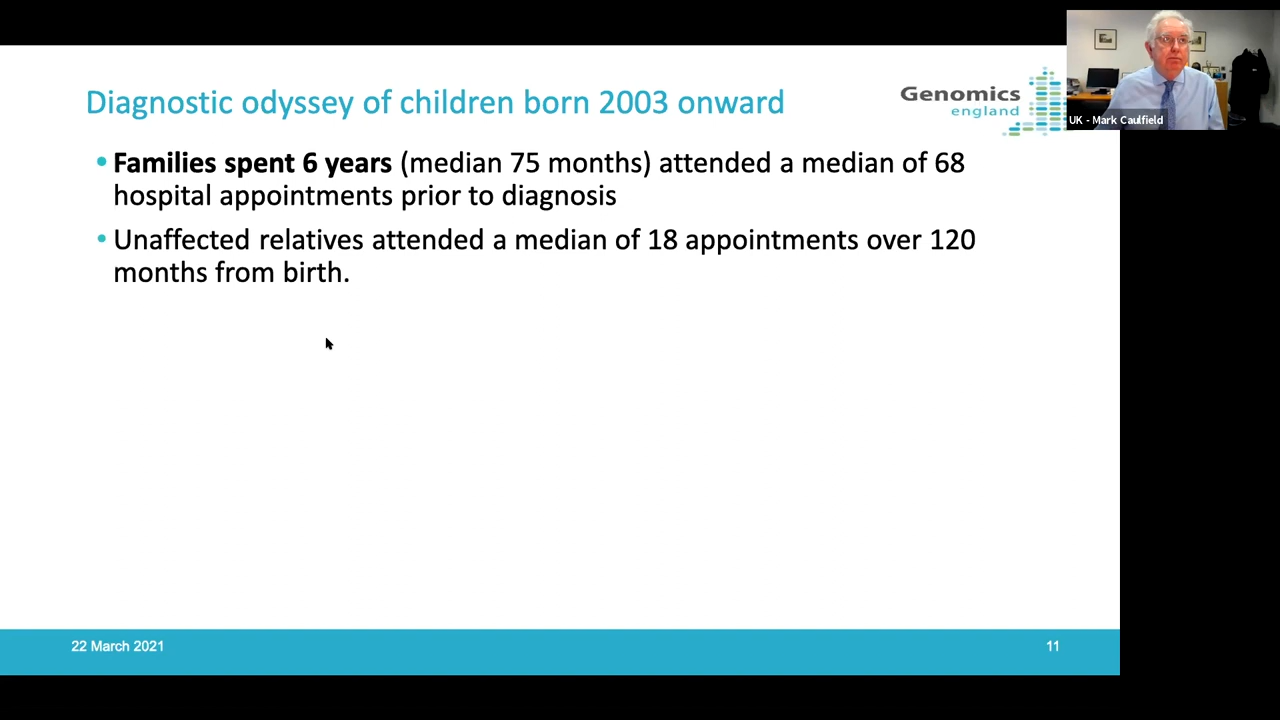 Diagnostic odyssey of children born 2003 onward
Genomics
england
UK - Mark Caulfield
• Families spent 6 years (median 75 months) attended a median of 68
hospital appointments prior to diagnosis
• Unaffected relatives attended a median of 18 appointments over 120
months from birth.
22 March 2021
11